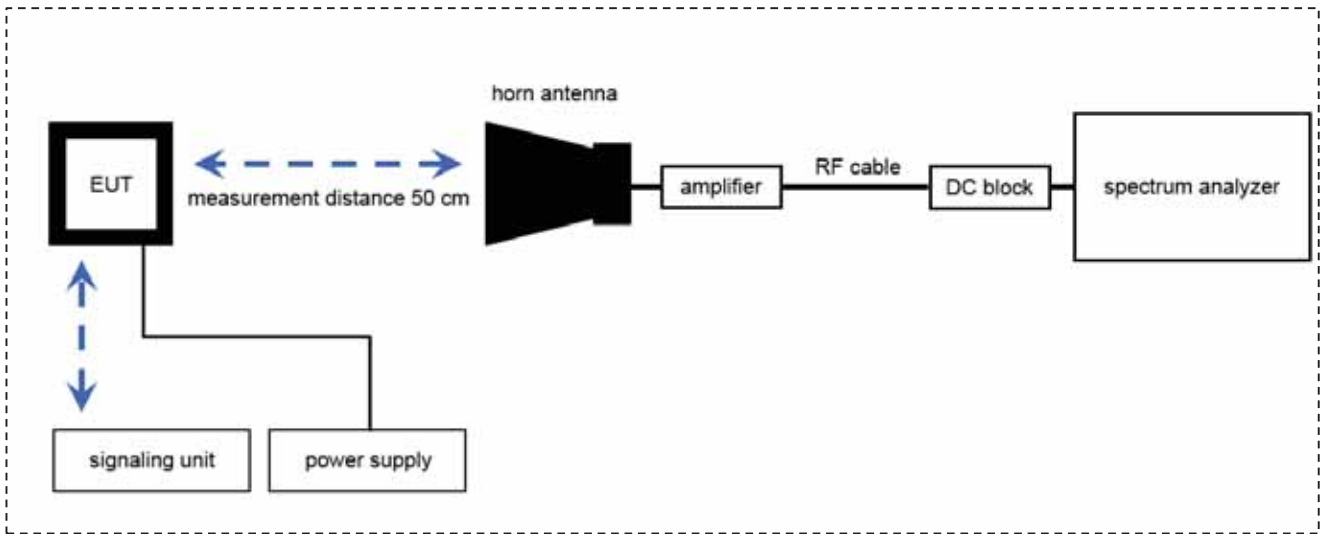 horn antenna
EUT
measurement distance 50 cm
amplifier
RF cable
DC block
spectrum analyzer
signaling unit
power supply